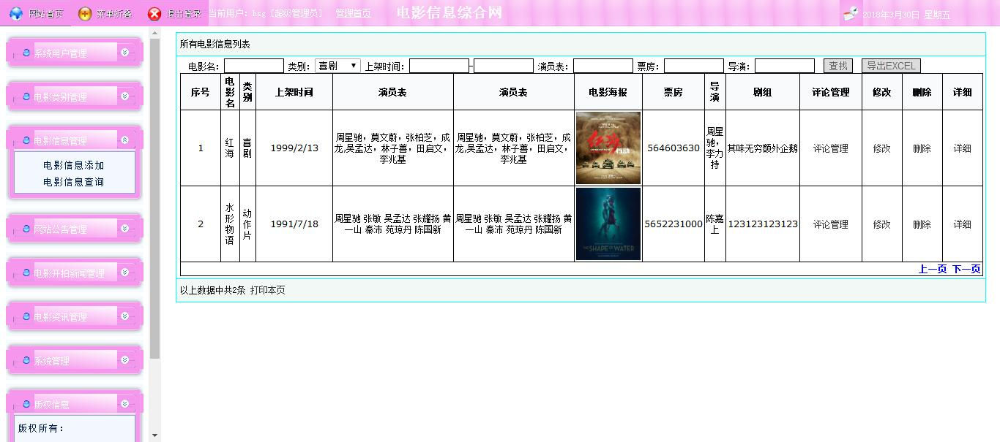 网站首页 菜单折叠 退出登录 当前用户：hsg [超级管理员] 管理首页 电影信息综合网 2018年3月30日 星期五
系统用户管理
电影类别管理
电影信息管理
电影信息添加
电影信息查询
网站公告管理
电影开拍新闻管理
电影资讯管理
系统管理
版权信息
版权所有：
所有电影信息列表
电影名： 类别： 喜剧 上架时间： - 演员表： 票房： 导演： 查找 导出EXCEL
序号 电影名 类别 上架时间 演员表 演员表 电影海报 票房 导演 剧组 评论管理 修改 删除 详细
1 红海 喜剧 1999/2/13 周星驰，莫文蔚，张柏芝，成龙,吴孟达，林子善，田启文，李兆基 周星驰，莫文蔚，张柏芝，成龙,吴孟达，林子善，田启文，李兆基 红海 564603630 周星驰，李力持 其味无穷额外企鹅 评论管理 修改 删除 详细
2 水形物语 动作片 1991/7/18 周星驰 张敏 吴孟达 张耀扬 黄一山 秦沛 苑琼丹 陈国新 周星驰 张敏 吴孟达 张耀扬 黄一山 秦沛 苑琼丹 陈国新 THE SHAPE OF WATER 5652231000 陈嘉上 123123123123 评论管理 修改 删除 详细
上一页 下一页
以上数据中共2条 打印本页